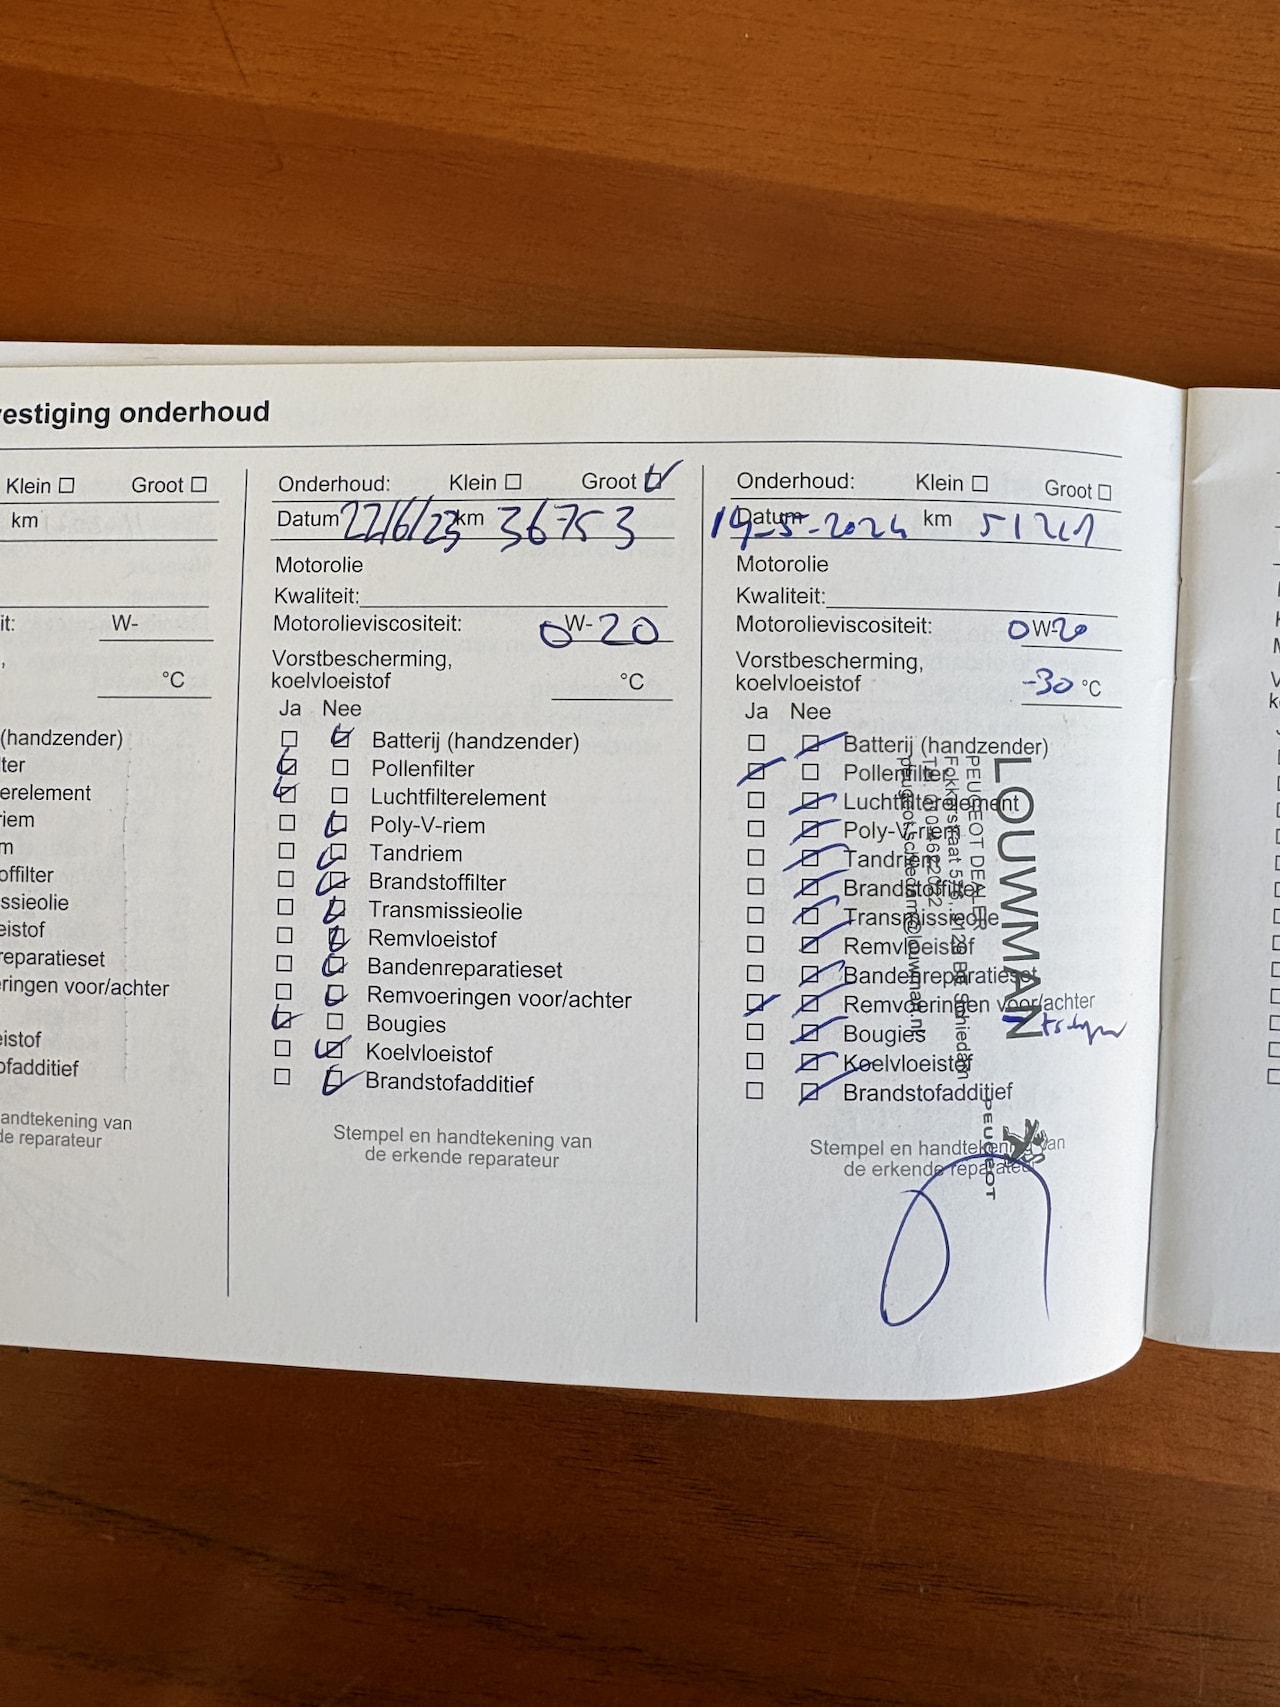 vestiging onderhoud
Klein Groot
km
it: W-
, °C
(handzender)
lter
erelement
riem
m
offilter
ssieolie
eistof
reparatieset
eringen voor/achter
eistof
ofadditief
andtekening van
de erkende reparateur
Onderhoud: Klein Groot
Datum 22/6/23 km 36753
Motorolie
Kwaliteit:
Motorolieviscositeit: 0W-20
Vorstbescherming,
koelvloeistof °C
Ja Nee
Batterij (handzender)
Pollenfilter
Luchtfilterelement
Poly-V-riem
Tandriem
Brandstoffilter
Transmissieolie
Remvloeistof
Bandenreparatieset
Remvoeringen voor/achter
Bougies
Koelvloeistof
Brandstofadditief
Stempel en handtekening van
de erkende reparateur
Onderhoud: Klein Groot
Datum -5-2024 km
Motorolie
Kwaliteit:
Motorolieviscositeit: 0W-20
Vorstbescherming,
koelvloeistof -30 °C
Ja Nee
Batterij (handzender)
Pollenfilter
Luchtfilterelement
Poly-V-riem
Tandriem
Brandstoffilter
Transmissieolie
Remvloeistof
Bandenreparatieset
Remvoeringen voor/achter
Bougies
Koelvloeistof
Brandstofadditief
Stempel en handtekening van
de erkende reparateur
LOUWMAN
PEUGEOT DEALER
PEUGEOT